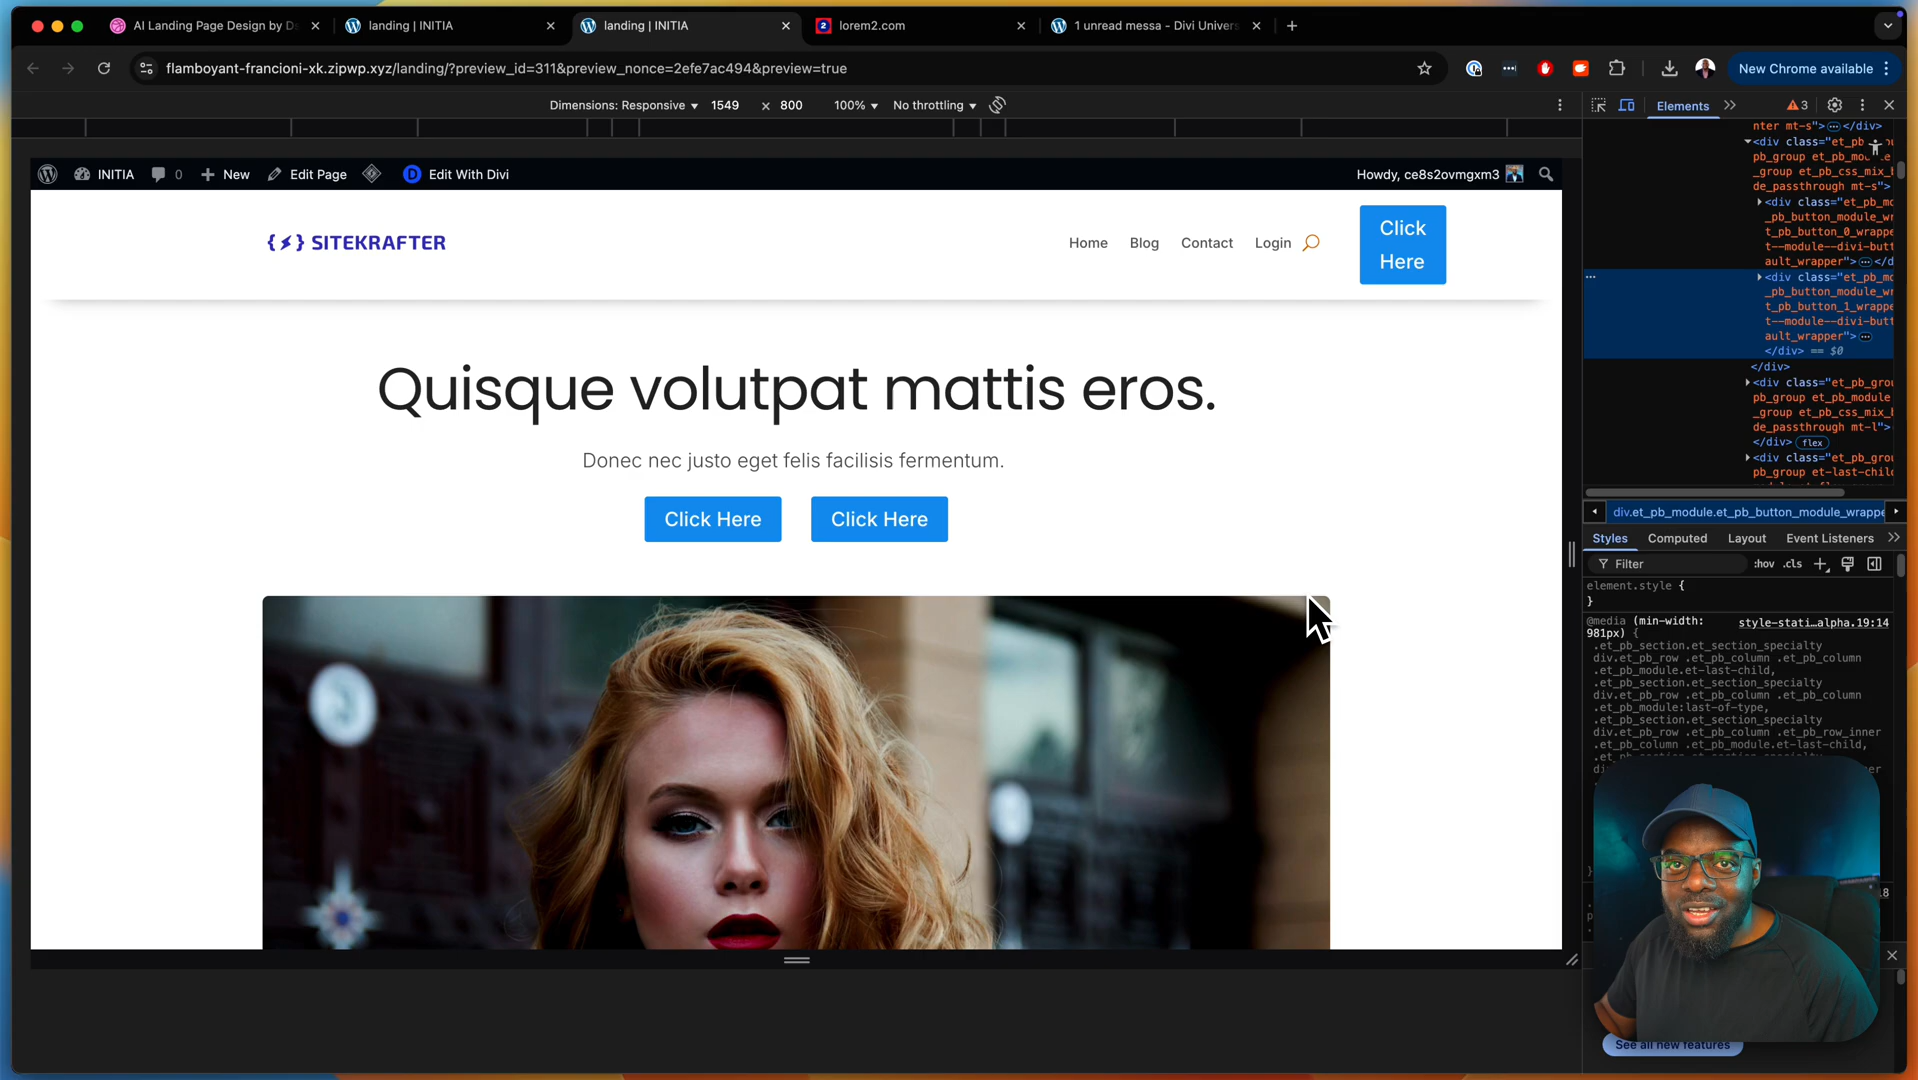 AI Landing Page Design by Ds
landing | INITIA
landing | INITIA
lorem2.com
1 unread messa - Divi Univers
flamboyant-francioni-xk.zipwp.xyz/landing/?preview_id=311&preview_nonce=2efe7ac494&preview=true
New Chrome available
Dimensions: Responsive 1549 × 800 100% No throttling
Elements 3
INITIA 0 New Edit Page Edit With Divi
Howdy, ce8s2ovmgxm3
SITEKRAFTER
Home Blog Contact Login
Click
Here
Quisque volutpat mattis eros.
Donec nec justo eget felis facilisis fermentum.
Click Here Click Here
nter mt-s">…</div>
<div class="et_pb
pb_group et_pb_mo
_group et_pb_css_mix_b
de_passthrough mt-s">
<div class="et_pb_mo
_pb_button_module_wr
t_pb_button_0_wrappe
t--module--divi-butt
ault_wrapper">…</d
<div class="et_pb_mo
_pb_button_module_wr
t_pb_button_1_wrappe
t--module--divi-butt
ault_wrapper">…
</div> == $0
</div>
<div class="et_pb_grou
pb_group et_pb_module
_group et_pb_css_mix_b
de_passthrough mt-l">
</div> flex
<div class="et_pb_grou
pb_group et-last-child
div.et_pb_module.et_pb_button_module_wrappe
Styles Computed Layout Event Listeners
Filter :hov .cls
element.style {
}
@media (min-width: style-stati…alpha.19:14
981px) {
.et_pb_section.et_section_specialty
div.et_pb_row .et_pb_column .et_pb_column
.et_pb_module.et-last-child,
.et_pb_section.et_section_specialty
div.et_pb_row .et_pb_column .et_pb_column
.et_pb_module:last-of-type,
.et_pb_section.et_section_specialty
div.et_pb_row .et_pb_column .et_pb_row_inner
.et_pb_column .et_pb_module.et-last-child,
See all new features